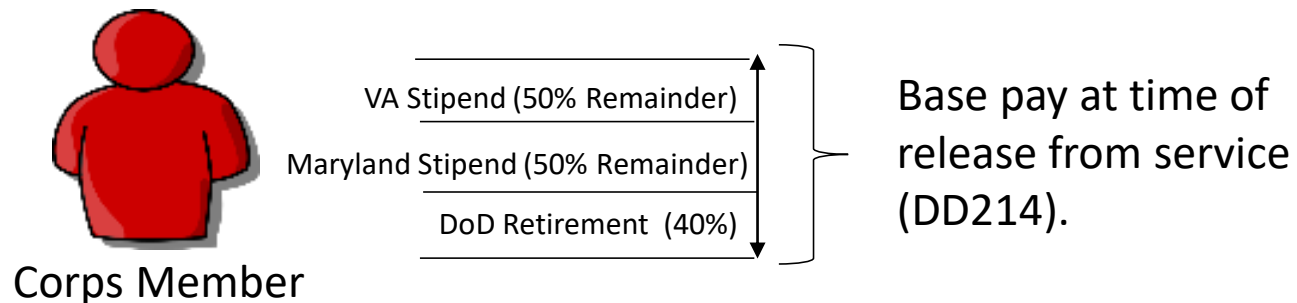 VA Stipend (50% Remainder)
Maryland Stipend (50% Remainder)
DoD Retirement (40%)
Base pay at time of
release from service
(DD214).
Corps Member